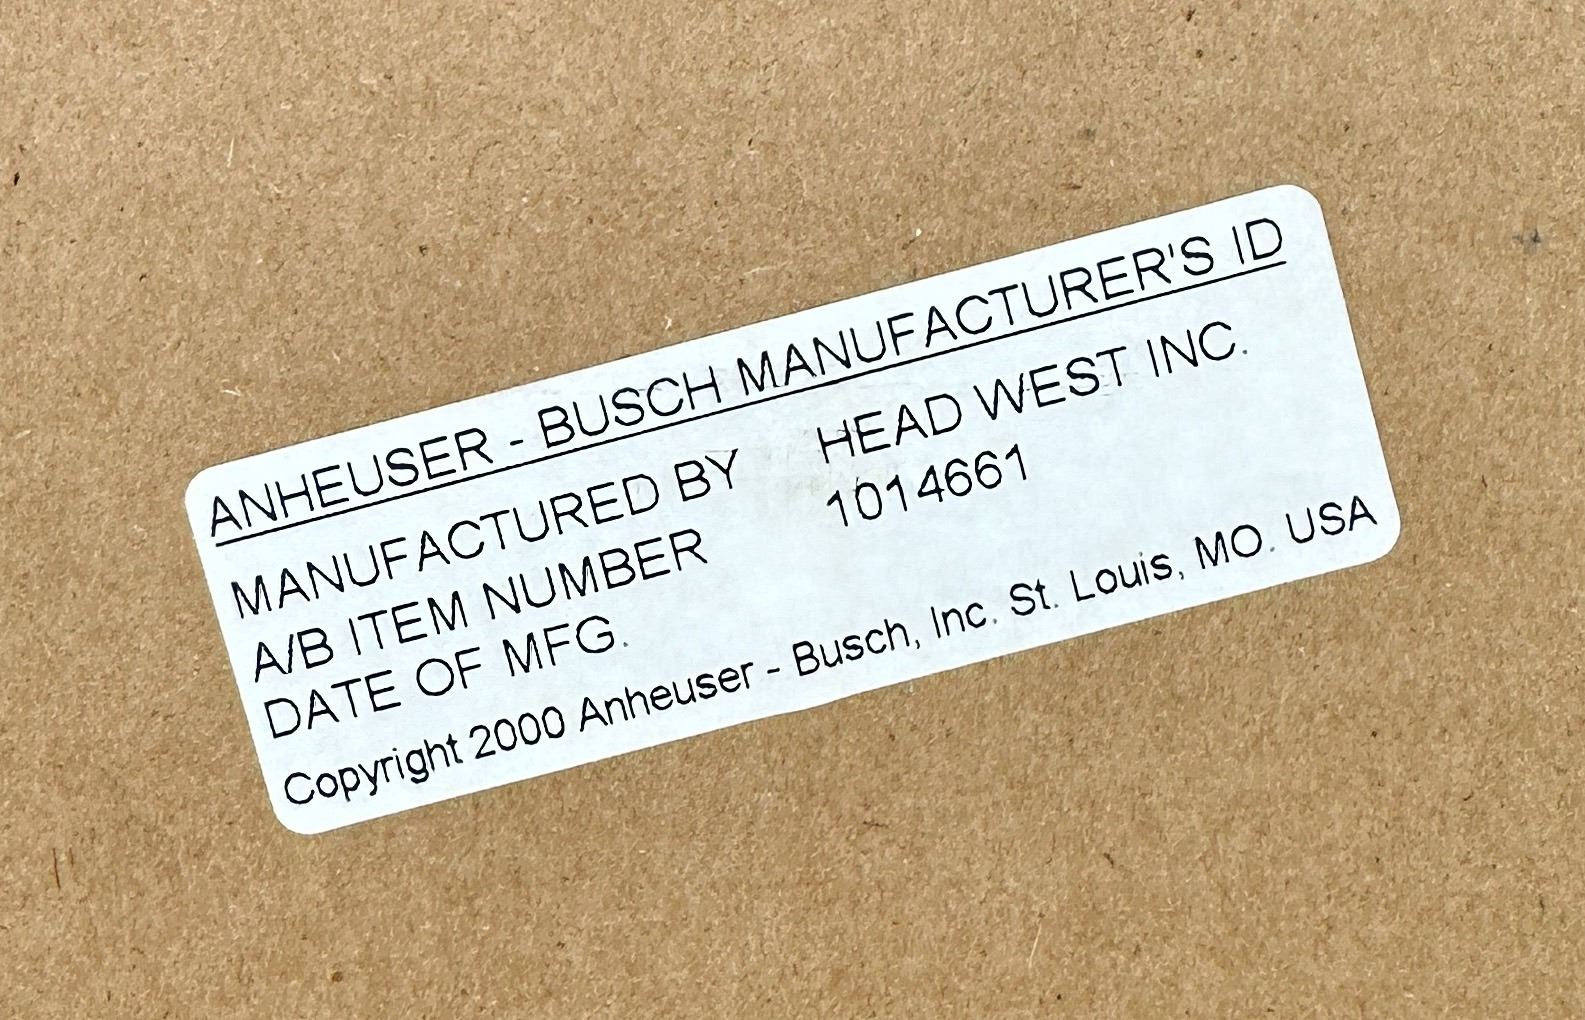 ANHEUSER - BUSCH MANUFACTURER'S ID
MANUFACTURED BY HEAD WEST INC.
A/B ITEM NUMBER 1014661
DATE OF MFG.
Copyright 2000 Anheuser - Busch, Inc. St. Louis, MO. USA